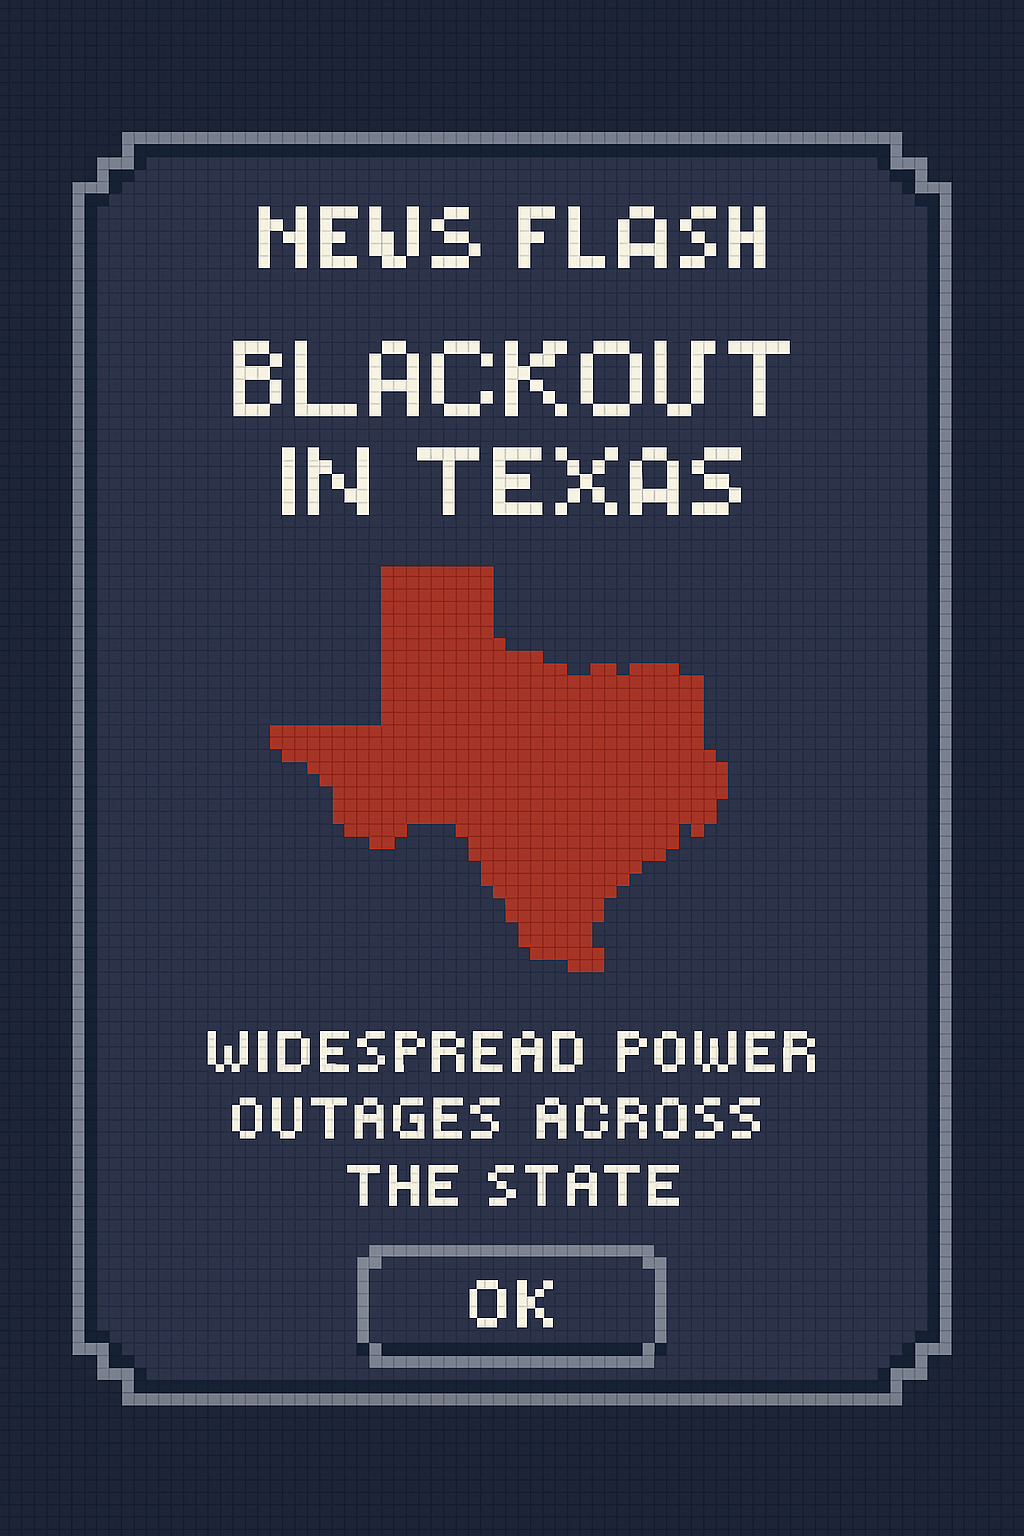 NEWS FLASH
BLACKOUT
IN TEXAS
WIDESPREAD POWER
OUTAGES ACROSS
THE STATE
OK